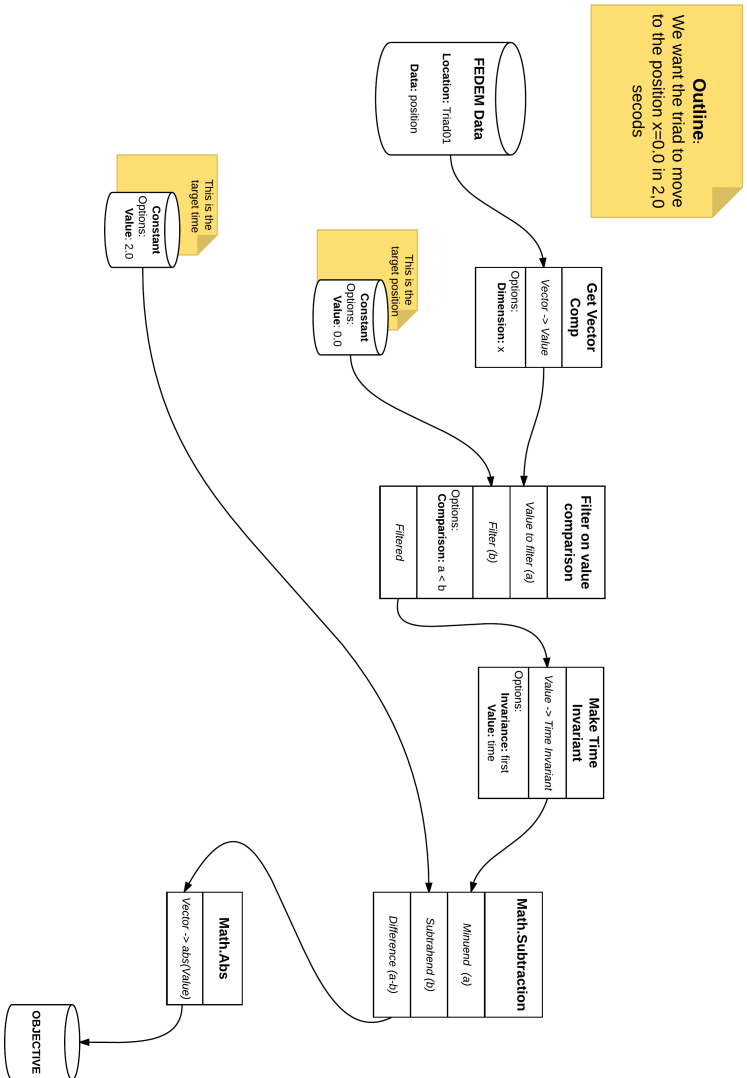 Outline:
We want the triad to move
to the position x=0.0 in 2,0
secods
FEDEM Data
Location: Triad01
Data: position
Get Vector
Comp
Vector -> Value
Options:
Dimension: x
This is the
target position
Constant
Options:
Value: 0.0
This is the
target time
Constant
Options:
Value: 2.0
Filter on value
comparison
Value to filter (a)
Filter (b)
Options:
Comparison: a < b
Filtered
Make Time
Invariant
Value -> Time Invariant
Options:
Invariance: first
Value: time
Math.Subtraction
Minuend (a)
Subtrahend (b)
Difference (a-b)
Math.Abs
Vector -> abs(Value)
OBJECTIVE